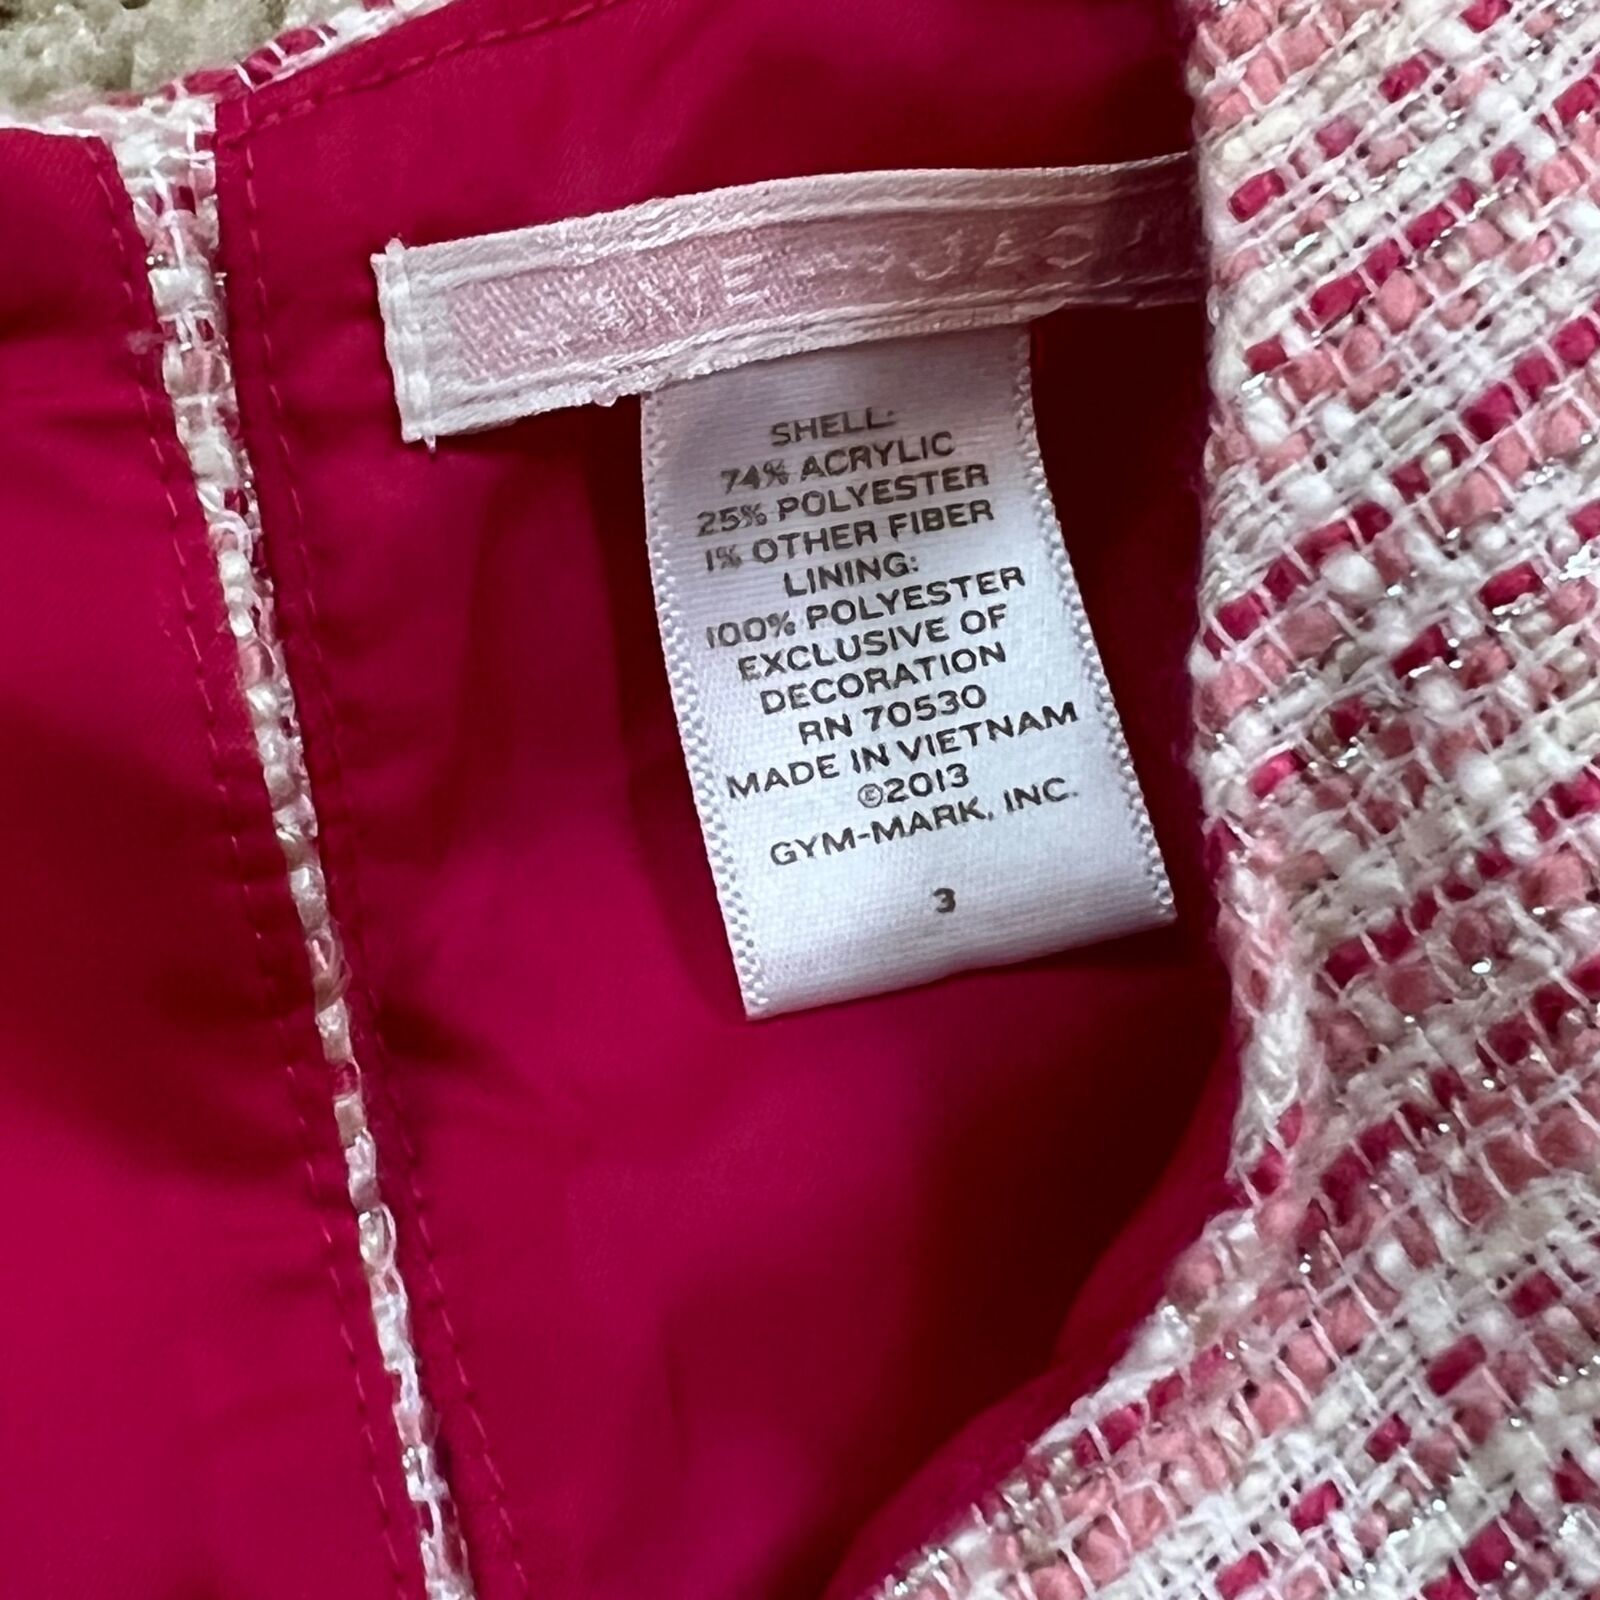 SHELL:
74% ACRYLIC
25% POLYESTER
1% OTHER FIBER
LINING:
100% POLYESTER
EXCLUSIVE OF
DECORATION
RN 70530
MADE IN VIETNAM
©2013
GYM-MARK, INC.
3